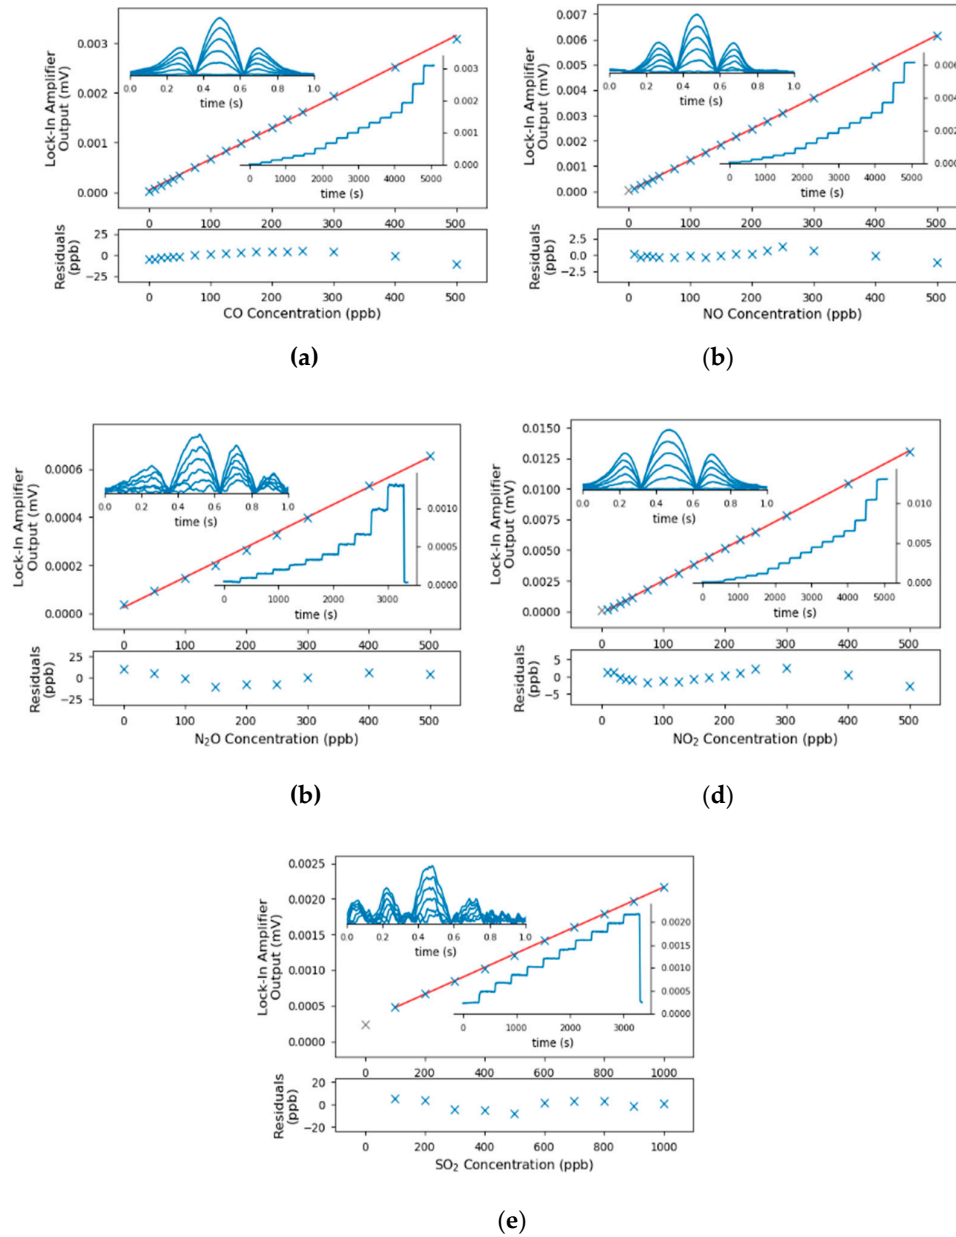 Lock-In Amplifier
Output (mV)
0.003
0.002
0.001
0.000
0.0 0.2 0.4 0.6 0.8 1.0
time (s)
0.003
0.002
0.001
0.000
0 1000 2000 3000 4000 5000
time (s)
0 100 200 300 400 500
Residuals
(ppb)
25
0
−25
0 100 200 300 400 500
CO Concentration (ppb)
(a)
Lock-In Amplifier
Output (mV)
0.007
0.006
0.005
0.004
0.003
0.002
0.001
0.000
0.0 0.2 0.4 0.6 0.8 1.0
time (s)
0.006
0.004
0.002
0.000
0 1000 2000 3000 4000 5000
time (s)
0 100 200 300 400 500
Residuals
(ppb)
2.5
0.0
−2.5
0 100 200 300 400 500
NO Concentration (ppb)
(b)
Lock-In Amplifier
Output (mV)
0.0006
0.0004
0.0002
0.0000
0.0 0.2 0.4 0.6 0.8 1.0
time (s)
0.0010
0.0005
0.0000
0 1000 2000 3000
time (s)
0 100 200 300 400 500
Residuals
(ppb)
25
0
−25
0 100 200 300 400 500
N₂O Concentration (ppb)
(b)
Lock-In Amplifier
Output (mV)
0.0150
0.0125
0.0100
0.0075
0.0050
0.0025
0.0000
0.0 0.2 0.4 0.6 0.8 1.0
time (s)
0.010
0.005
0.000
0 1000 2000 3000 4000 5000
time (s)
0 100 200 300 400 500
Residuals
(ppb)
5
0
−5
0 100 200 300 400 500
NO₂ Concentration (ppb)
(d)
Lock-In Amplifier
Output (mV)
0.0025
0.0020
0.0015
0.0010
0.0005
0.0000
0.0 0.2 0.4 0.6 0.8 1.0
time (s)
0.0020
0.0015
0.0010
0.0005
0.0000
0 1000 2000 3000
time (s)
0 200 400 600 800 1000
Residuals
(ppb)
20
0
−20
0 200 400 600 800 1000
SO₂ Concentration (ppb)
(e)